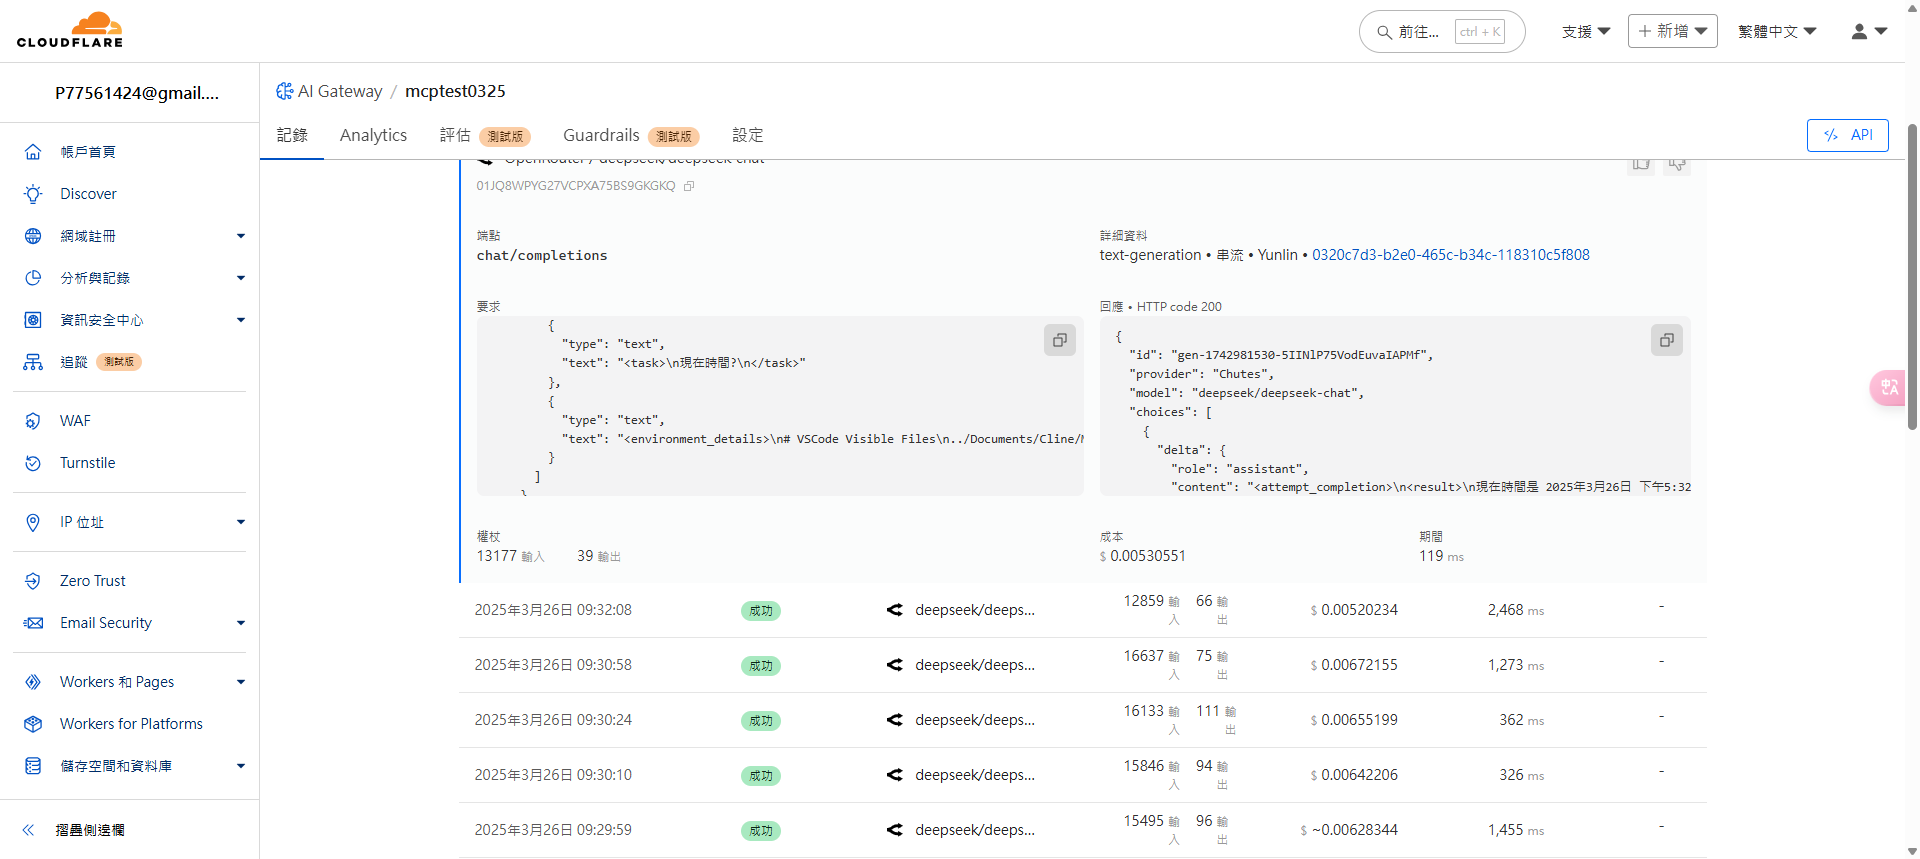 CLOUDFLARE
前往...
ctrl + K
支援
新增
繁體中文
P77561424@gmail....
AI Gateway / mcptest0325
記錄
Analytics
評估 測試版
Guardrails 測試版
設定
API
帳戶首頁
Discover
網域註冊
分析與記錄
資訊安全中心
追蹤 測試版
WAF
Turnstile
IP 位址
Zero Trust
Email Security
Workers 和 Pages
Workers for Platforms
儲存空間和資料庫
摺疊側邊欄
OpenRouter / deepseek/deepseek-chat
01JQ8WPYG27VCPXA75BS9GKGKQ
端點
chat/completions
詳細資料
text-generation • 串流 • Yunlin • 0320c7d3-b2e0-465c-b34c-118310c5f808
要求
{
"type": "text",
"text": "<task>\n現在時間?\n</task>"
},
{
"type": "text",
"text": "<environment_details>\n# VSCode Visible Files\n../Documents/Cline/M
}
]
}
回應 • HTTP code 200
{
"id": "gen-1742981530-5IINlP75VodEuvaIAPMf",
"provider": "Chutes",
"model": "deepseek/deepseek-chat",
"choices": [
{
"delta": {
"role": "assistant",
"content": "<attempt_completion>\n<result>\n現在時間是 2025年3月26日 下午5:32
權杖
13177 輸入 39 輸出
成本
$ 0.00530551
期間
119 ms
2025年3月26日 09:32:08 成功 deepseek/deeps... 12859 輸入 66 輸出 $ 0.00520234 2,468 ms -
2025年3月26日 09:30:58 成功 deepseek/deeps... 16637 輸入 75 輸出 $ 0.00672155 1,273 ms -
2025年3月26日 09:30:24 成功 deepseek/deeps... 16133 輸入 111 輸出 $ 0.00655199 362 ms -
2025年3月26日 09:30:10 成功 deepseek/deeps... 15846 輸入 94 輸出 $ 0.00642206 326 ms -
2025年3月26日 09:29:59 成功 deepseek/deeps... 15495 輸入 96 輸出 $ ~0.00628344 1,455 ms -